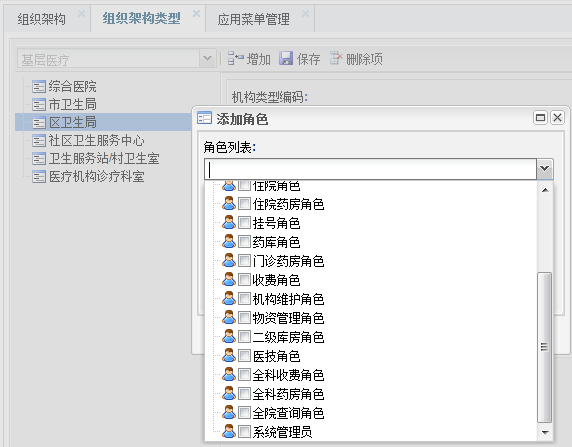 组织架构 组织架构类型 应用菜单管理
基层医疗 增加 保存 删除项
综合医院
市卫生局
区卫生局
社区卫生服务中心
卫生服务站/村卫生室
医疗机构诊疗科室
机构类型编码:
添加角色
角色列表:
住院角色
住院药房角色
挂号角色
药库角色
门诊药房角色
收费角色
机构维护角色
物资管理角色
二级库房角色
医技角色
全科收费角色
全科药房角色
全院查询角色
系统管理员